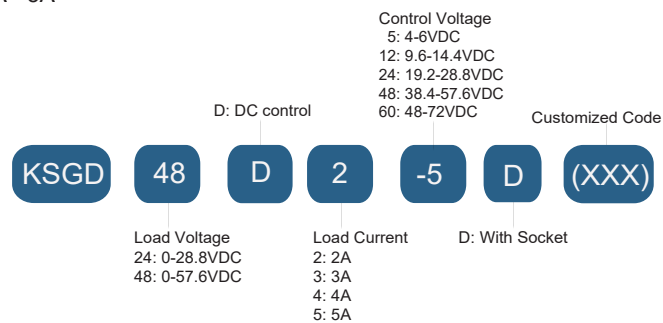 Control Voltage
5: 4-6VDC
12: 9.6-14.4VDC
24: 19.2-28.8VDC
48: 38.4-57.6VDC
60: 48-72VDC
D: DC control
Customized Code
KSGD 48 D 2 -5 D (XXX)
Load Voltage
24: 0-28.8VDC
48: 0-57.6VDC
Load Current
2: 2A
3: 3A
4: 4A
5: 5A
D: With Socket